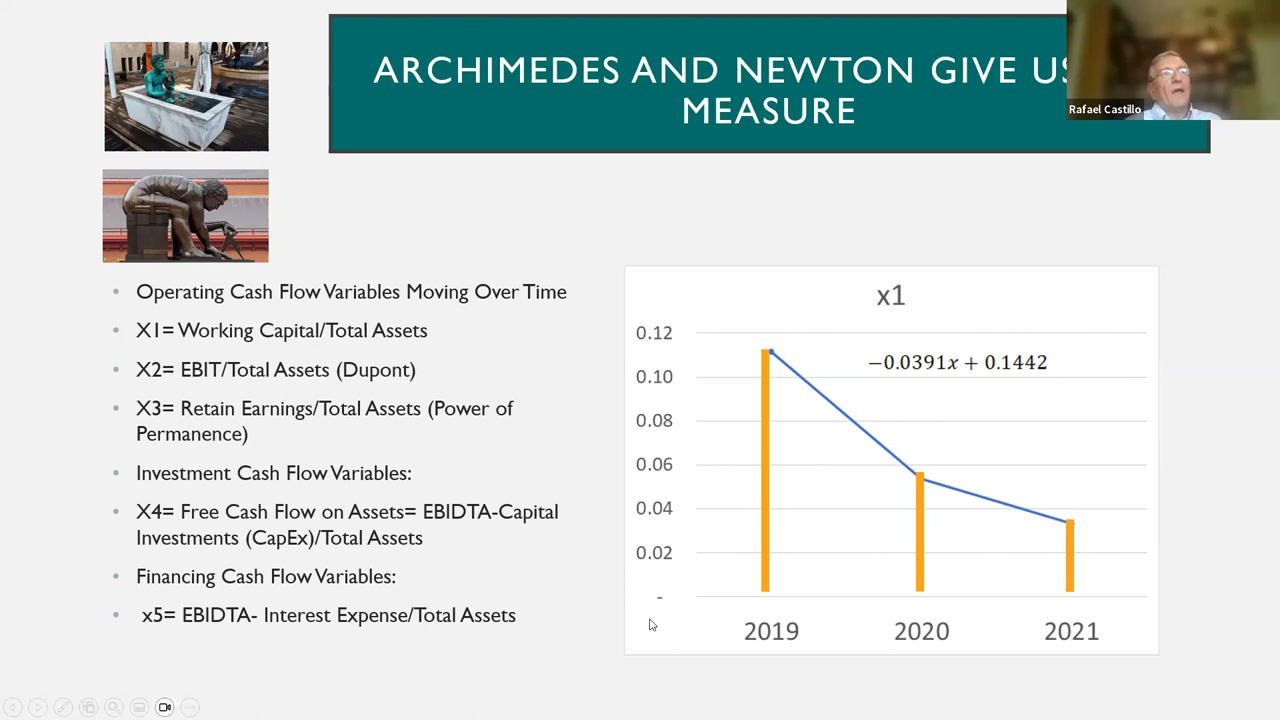 ARCHIMEDES AND NEWTON GIVE US
MEASURE
Rafael Castillo
• Operating Cash Flow Variables Moving Over Time
• X1= Working Capital/Total Assets
• X2= EBIT/Total Assets (Dupont)
• X3= Retain Earnings/Total Assets (Power of
Permanence)
• Investment Cash Flow Variables:
• X4= Free Cash Flow on Assets= EBIDTA-Capital
Investments (CapEx)/Total Assets
• Financing Cash Flow Variables:
• x5= EBIDTA- Interest Expense/Total Assets
x1
−0.0391x + 0.1442
0.12
0.10
0.08
0.06
0.04
0.02
-
2019 2020 2021